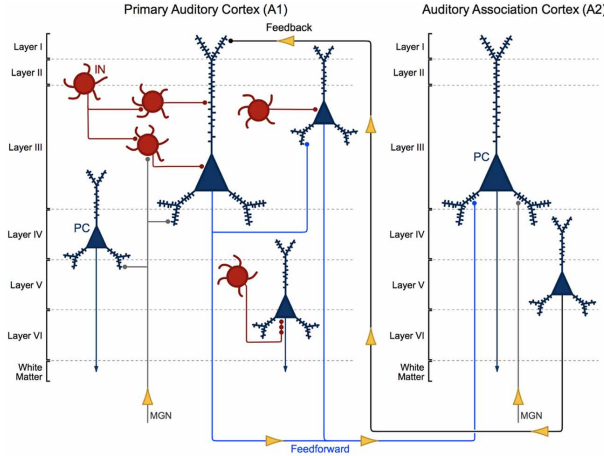 Primary Auditory Cortex (A1)
Auditory Association Cortex (A2)
Feedback
Layer I
Layer II
Layer III
Layer IV
Layer V
Layer VI
White
Matter
IN
PC
MGN
Feedforward
Layer I
Layer II
Layer III
Layer IV
Layer V
Layer VI
White
Matter
PC
MGN